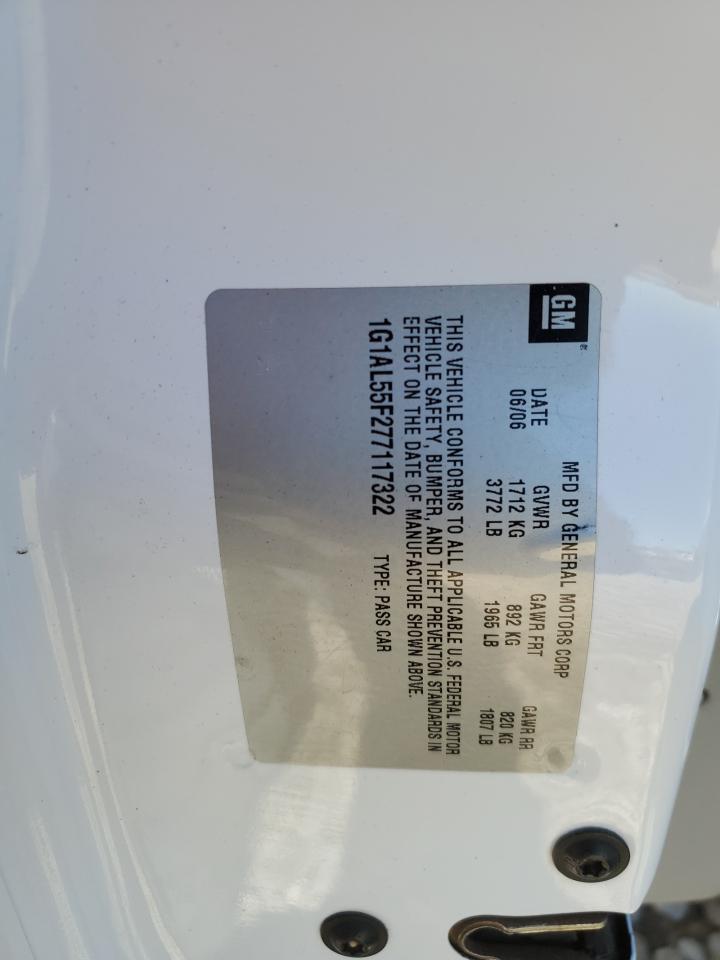 GM
MFD BY GENERAL MOTORS CORP
DATE GVWR GAWR FRT GAWR RR
06/06 1712 KG 892 KG 820 KG
3772 LB 1965 LB 1807 LB
THIS VEHICLE CONFORMS TO ALL APPLICABLE U.S. FEDERAL MOTOR
VEHICLE SAFETY, BUMPER, AND THEFT PREVENTION STANDARDS IN
EFFECT ON THE DATE OF MANUFACTURE SHOWN ABOVE.
1G1AL55F277117322 TYPE: PASS CAR